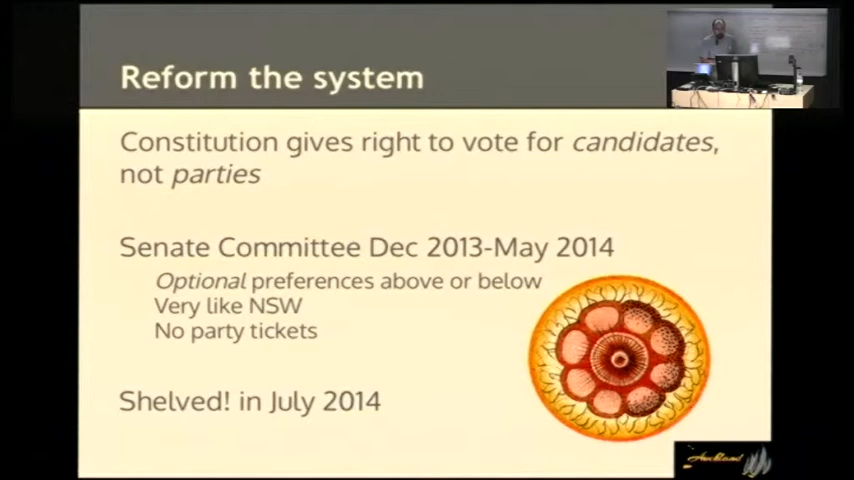 Reform the system
Constitution gives right to vote for candidates,
not parties
Senate Committee Dec 2013-May 2014
Optional preferences above or below
Very like NSW
No party tickets
Shelved! in July 2014
Auckland